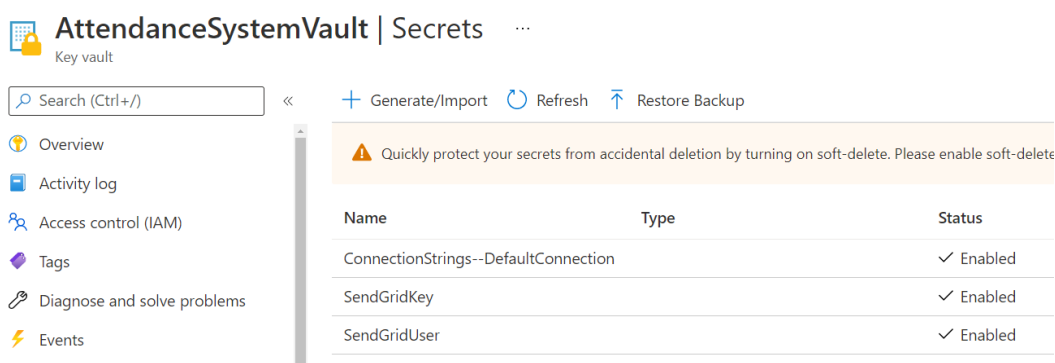 AttendanceSystemVault | Secrets ...
Key vault
Search (Ctrl+/) «
Generate/Import Refresh Restore Backup
Overview
Quickly protect your secrets from accidental deletion by turning on soft-delete. Please enable soft-delete
Activity log
Name Type Status
Access control (IAM)
ConnectionStrings--DefaultConnection Enabled
Tags
SendGridKey Enabled
Diagnose and solve problems
SendGridUser Enabled
Events